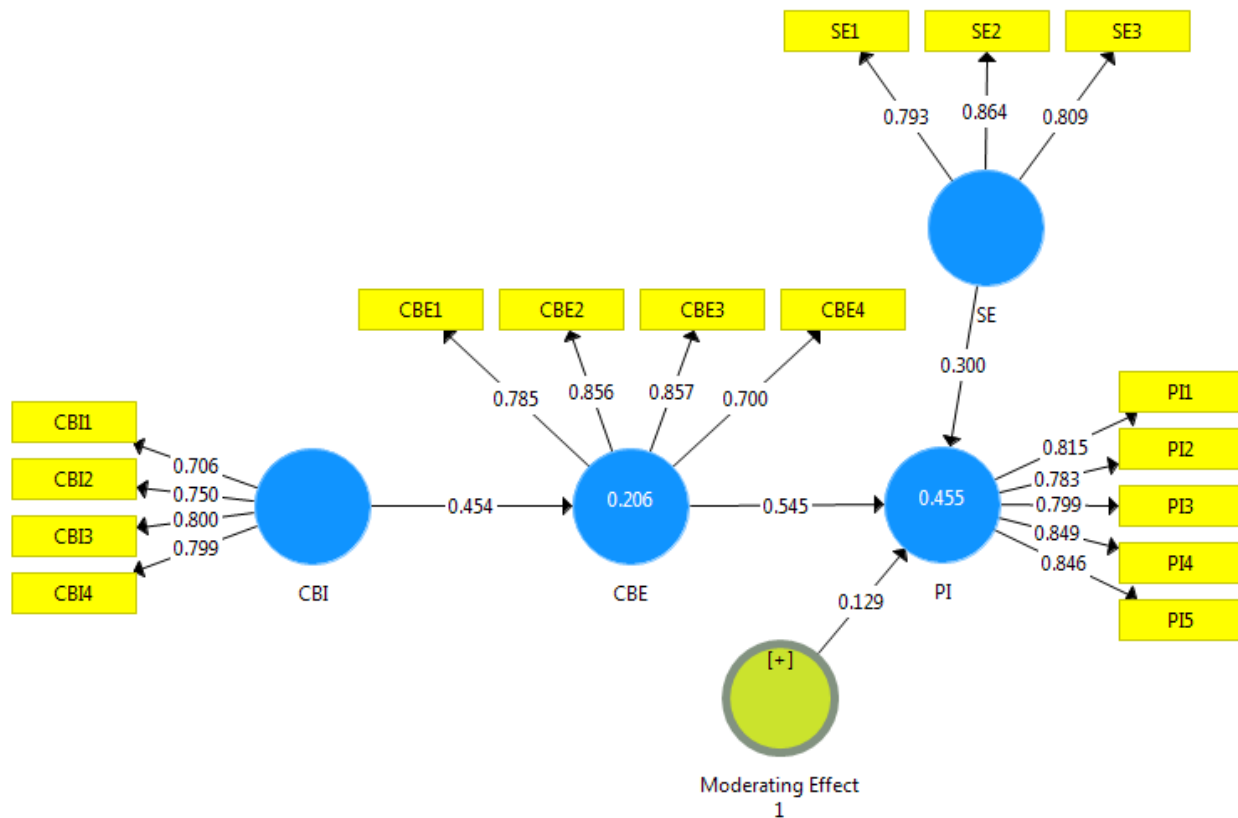 SE1 SE2 SE3
0.793 0.864 0.809
SE
0.300
CBE1 CBE2 CBE3 CBE4
0.785 0.856 0.857 0.700
CBI1
CBI2
CBI3
CBI4
0.706
0.750
0.800
0.799
CBI
0.454
0.206
CBE
0.545
0.455
PI
0.815
0.783
0.799
0.849
0.846
PI1
PI2
PI3
PI4
PI5
0.129
[+]
Moderating Effect
1